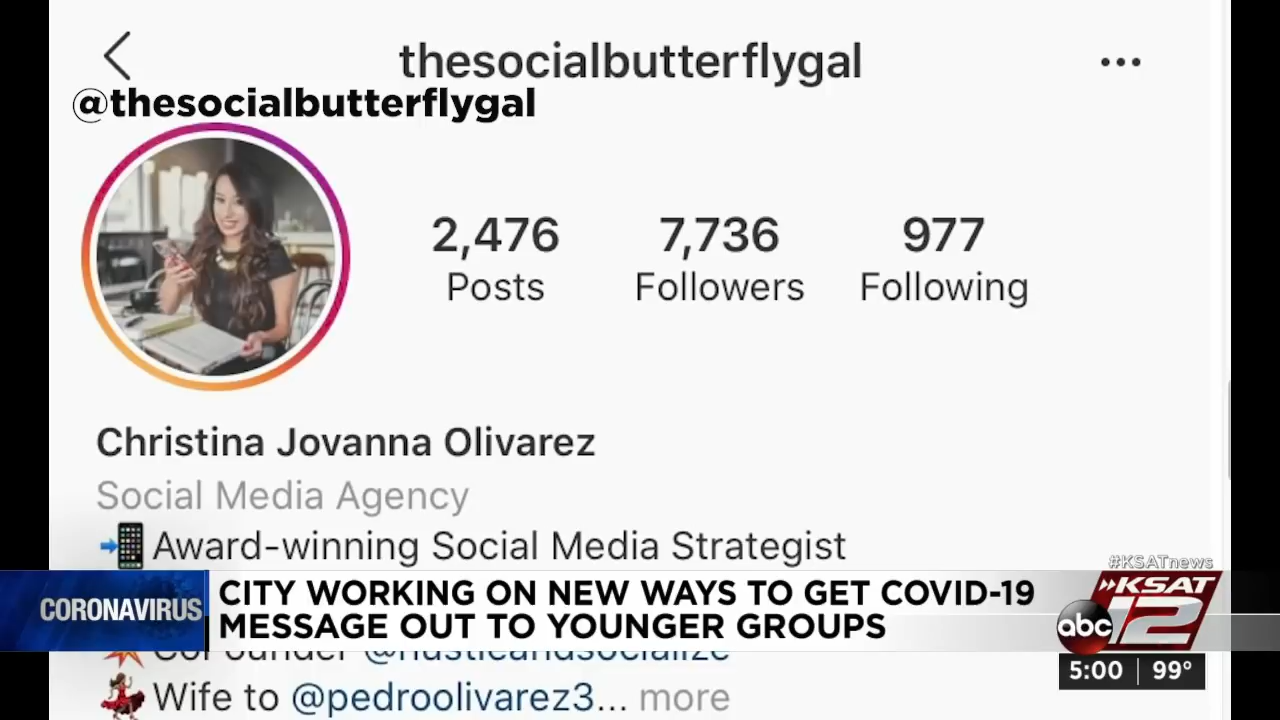 thesocialbutterflygal
@thesocialbutterflygal
2,476 7,736 977
Posts Followers Following
Christina Jovanna Olivarez
Social Media Agency
Award-winning Social Media Strategist
#KSATnews
CORONAVIRUS
CITY WORKING ON NEW WAYS TO GET COVID-19
MESSAGE OUT TO YOUNGER GROUPS
KSAT
abc 12
5:00 99°
Wife to @pedroolivarez3... more